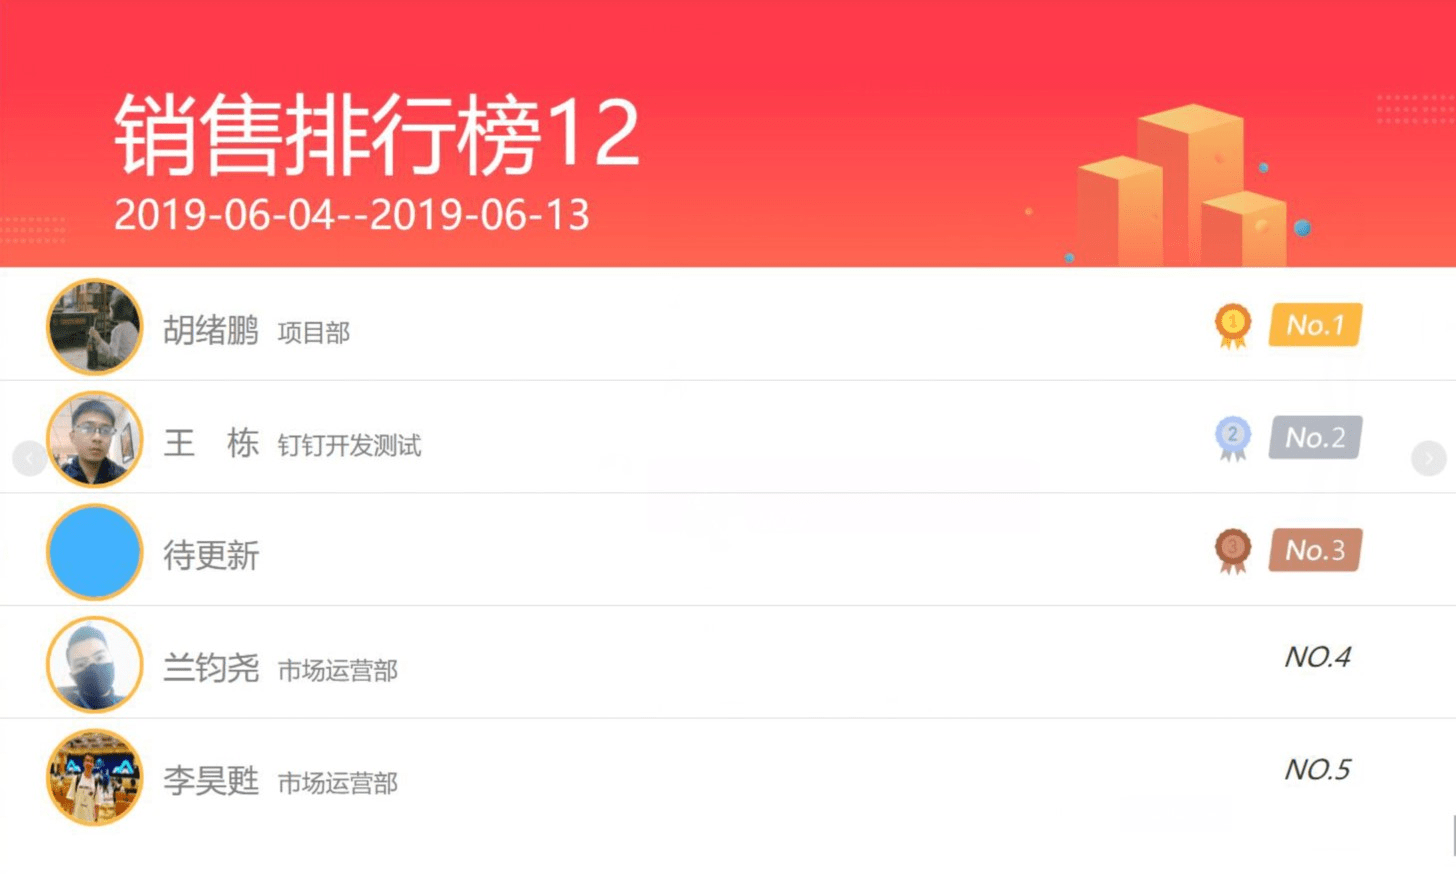 销售排行榜12
2019-06-04--2019-06-13
胡绪鹏 项目部 1 No.1
王 栋 钉钉开发测试 2 No.2
待更新 3 No.3
兰钧尧 市场运营部 NO.4
李昊甦 市场运营部 NO.5